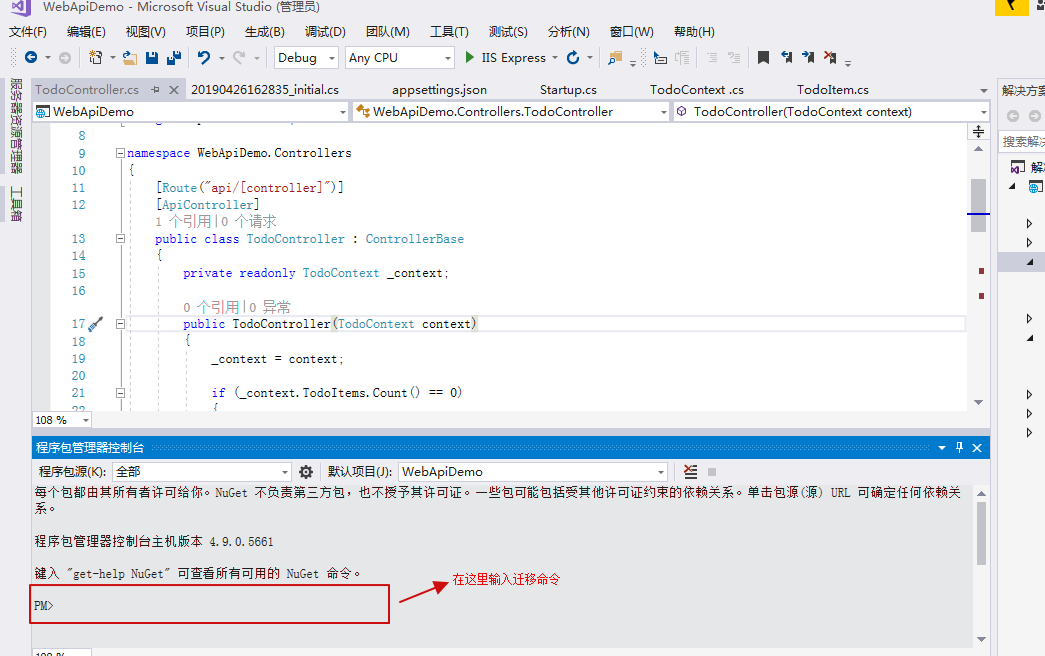 WebApiDemo - Microsoft Visual Studio (管理员)
文件(F) 编辑(E) 视图(V) 项目(P) 生成(B) 调试(D) 团队(M) 工具(T) 测试(S) 分析(N) 窗口(W) 帮助(H)
Debug Any CPU IIS Express
服务器资源管理器
工具箱
TodoController.cs 20190426162835_initial.cs appsettings.json Startup.cs TodoContext .cs TodoItem.cs
解决方案
WebApiDemo WebApiDemo.Controllers.TodoController TodoController(TodoContext context)
搜索解决
解决
8
9 namespace WebApiDemo.Controllers
10 {
11 [Route("api/[controller]")]
12 [ApiController]
1 个引用|0 个请求
13 public class TodoController : ControllerBase
14 {
15 private readonly TodoContext _context;
16
0 个引用|0 异常
17 public TodoController(TodoContext context)
18 {
19 _context = context;
20
21 if (_context.TodoItems.Count() == 0)
22 {
108 %
程序包管理器控制台
程序包源(K): 全部 默认项目(J): WebApiDemo
每个包都由其所有者许可给你。NuGet 不负责第三方包，也不授予其许可证。一些包可能包括受其他许可证约束的依赖关系。单击包源(源) URL 可确定任何依赖关
系。
程序包管理器控制台主机版本 4.9.0.5661
键入 "get-help NuGet" 可查看所有可用的 NuGet 命令。
在这里输入迁移命令
PM>
108 %